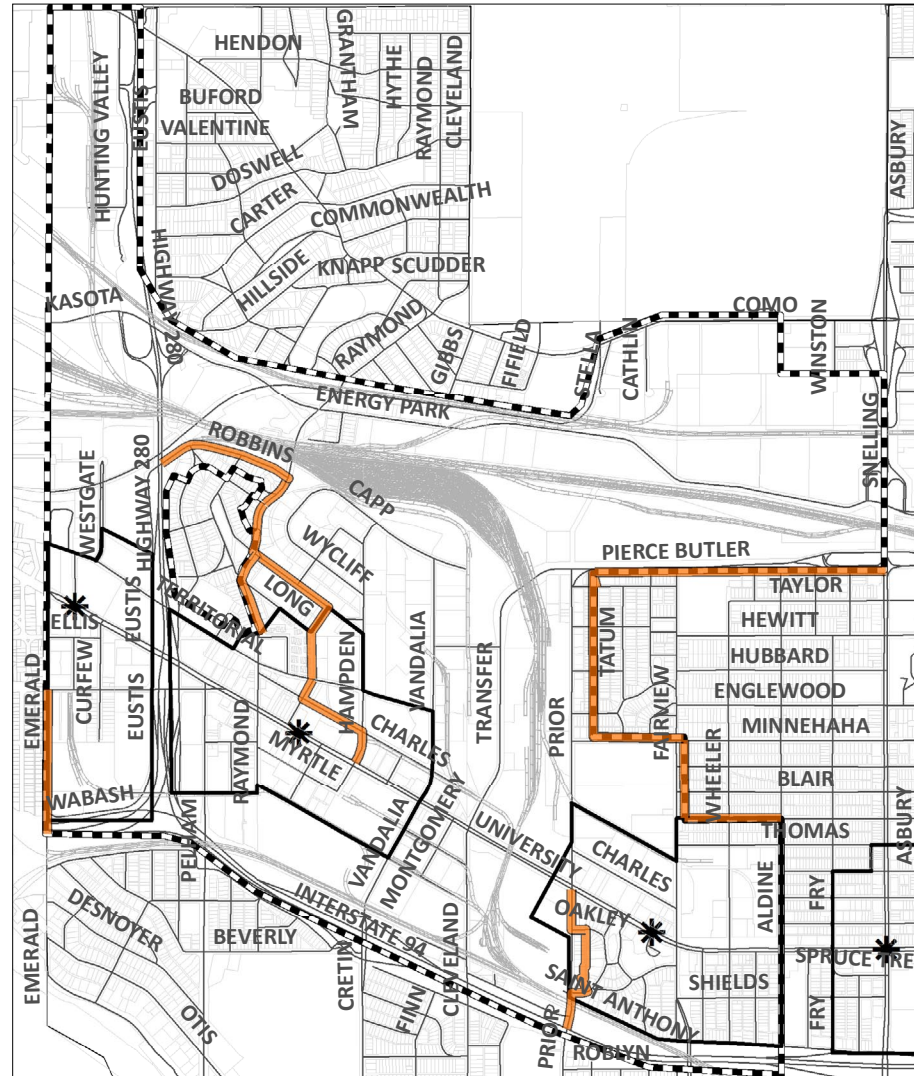 HENDON
GRANTHAM
HYTHE
RAYMOND
CLEVELAND
HUNTING VALLEY
EUSTIS
BUFORD
VALENTINE
ASBURY
DOSWELL
CARTER
COMMONWEALTH
HILLSIDE
KNAPP
SCUDDER
HIGHWAY 280
KASOTA
RAYMOND
GIBBS
FIFIELD
STELLA
CATHLIN
COMO
WINSTON
ENERGY PARK
SNELLING
ROBBINS
HIGHWAY 280
WESTGATE
CAPP
WYCLIFF
PIERCE BUTLER
TAYLOR
ELLIS
EUSTIS
TERRITORIAL
LONG
HEWITT
TATUM
HUBBARD
CURFEW
EMERALD
EUSTIS
RAYMOND
HAMPDEN
VANDALIA
TRANSFER
PRIOR
FAIRVIEW
ENGLEWOOD
MINNEHAHA
CHARLES
MYRTLE
WHEELER
BLAIR
WABASH
PELHAM
VANDALIA
MONTGOMERY
UNIVERSITY
CHARLES
THOMAS
ASBURY
ALDINE
FRY
OAKLEY
DESNOYER
BEVERLY
INTERSTATE 94
EMERALD
CRETIN
CLEVELAND
SPRUCE TREE
SHIELDS
SAINT ANTHONY
OTIS
FINN
PRIOR
ROBLYN
FRY